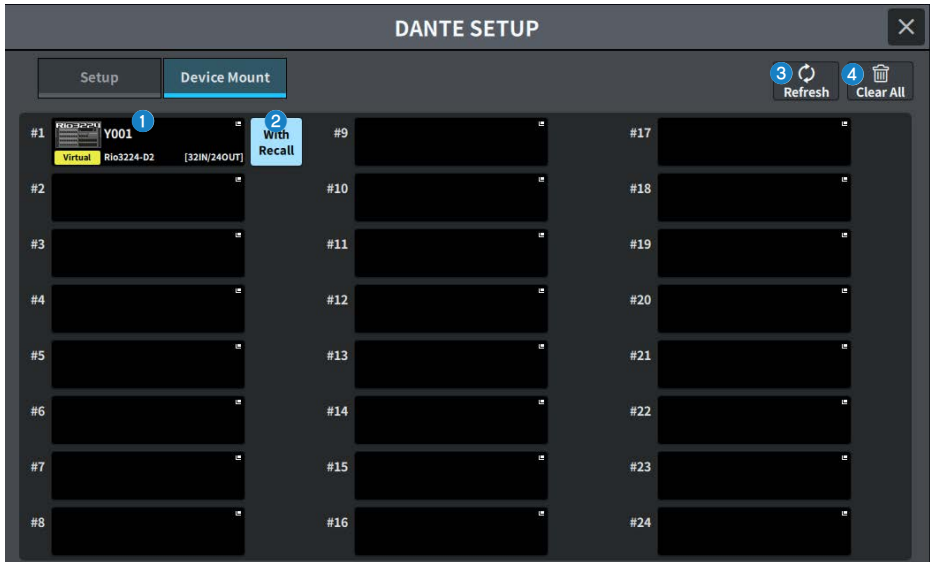 DANTE SETUP
Setup
Device Mount
3
Refresh
4
Clear All
#1
Rio3224
Y001
1
Virtual
Rio3224-D2
[32IN/24OUT]
2
With
Recall
#2
#3
#4
#5
#6
#7
#8
#9
#10
#11
#12
#13
#14
#15
#16
#17
#18
#19
#20
#21
#22
#23
#24